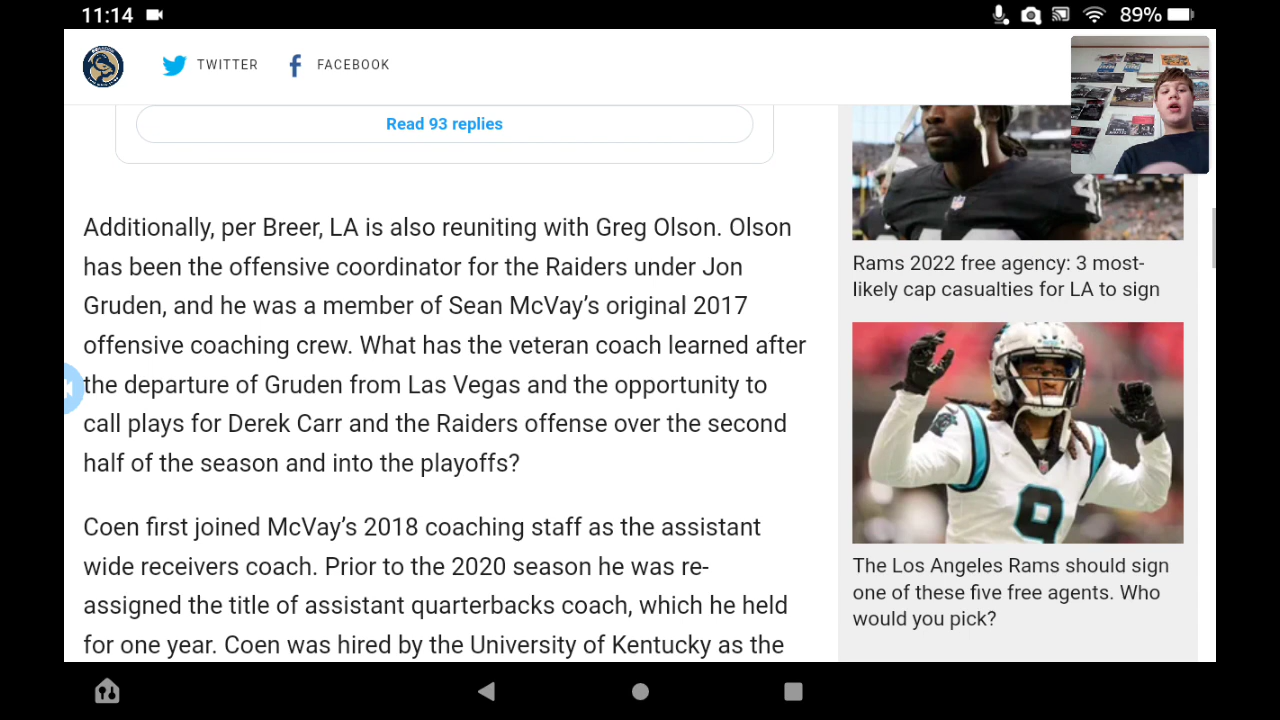 11:14
89%
TWITTER
FACEBOOK
Read 93 replies
Additionally, per Breer, LA is also reuniting with Greg Olson. Olson
has been the offensive coordinator for the Raiders under Jon
Gruden, and he was a member of Sean McVay’s original 2017
offensive coaching crew. What has the veteran coach learned after
the departure of Gruden from Las Vegas and the opportunity to
call plays for Derek Carr and the Raiders offense over the second
half of the season and into the playoffs?
Coen first joined McVay’s 2018 coaching staff as the assistant
wide receivers coach. Prior to the 2020 season he was re-
assigned the title of assistant quarterbacks coach, which he held
for one year. Coen was hired by the University of Kentucky as the
Rams 2022 free agency: 3 most-
likely cap casualties for LA to sign
9
The Los Angeles Rams should sign
one of these five free agents. Who
would you pick?